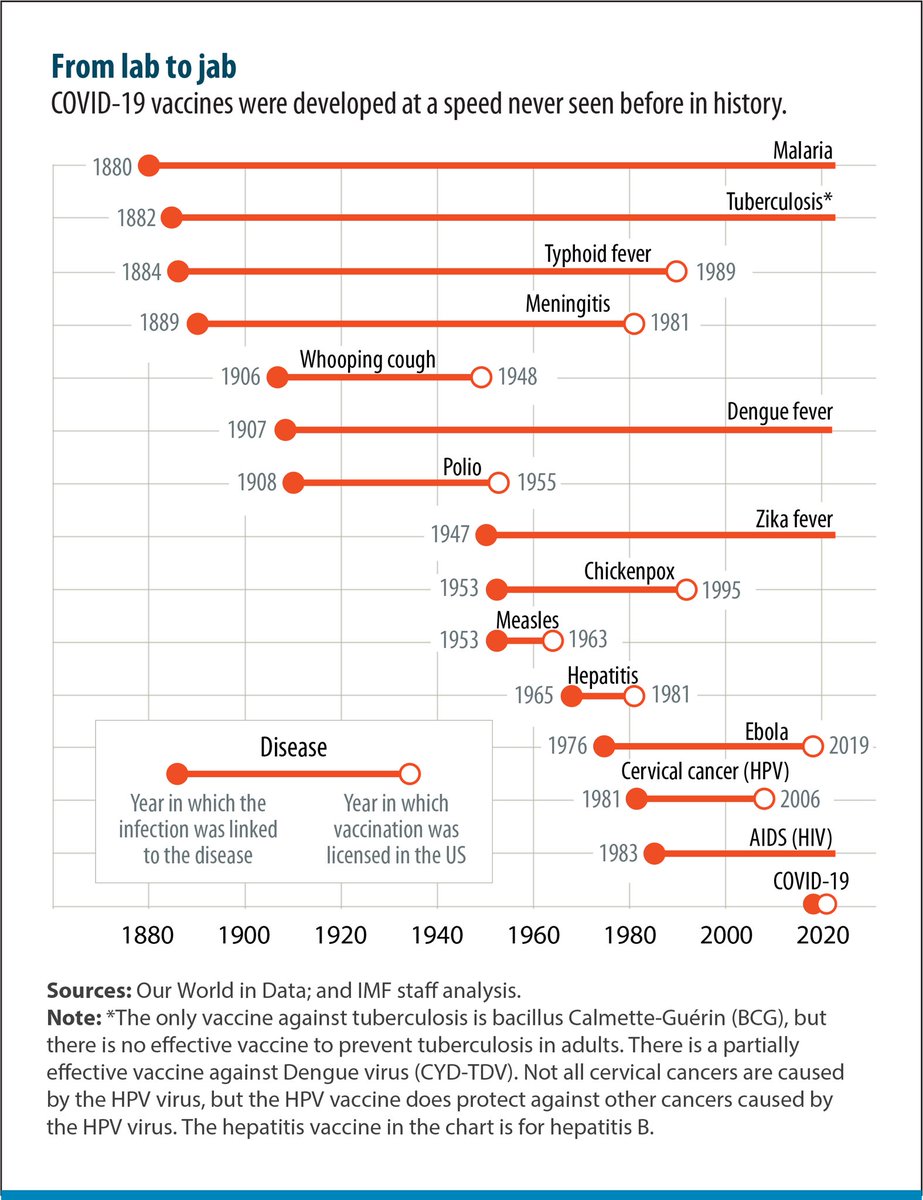 From lab to jab
COVID-19 vaccines were developed at a speed never seen before in history.
Malaria
1880
Tuberculosis*
1882
Typhoid fever
1884
1989
Meningitis
1889
1981
Whooping cough
1906
1948
Dengue fever
1907
Polio
1908
1955
Zika fever
1947
Chickenpox
1953
1995
Measles
1953
1963
Hepatitis
1965
1981
Ebola
1976
2019
Cervical cancer (HPV)
1981
2006
AIDS (HIV)
1983
COVID-19
Disease
Year in which the
infection was linked
to the disease
Year in which
vaccination was
licensed in the US
1880 1900 1920 1940 1960 1980 2000 2020
Sources: Our World in Data; and IMF staff analysis.
Note: *The only vaccine against tuberculosis is bacillus Calmette-Guérin (BCG), but
there is no effective vaccine to prevent tuberculosis in adults. There is a partially
effective vaccine against Dengue virus (CYD-TDV). Not all cervical cancers are caused
by the HPV virus, but the HPV vaccine does protect against other cancers caused by
the HPV virus. The hepatitis vaccine in the chart is for hepatitis B.